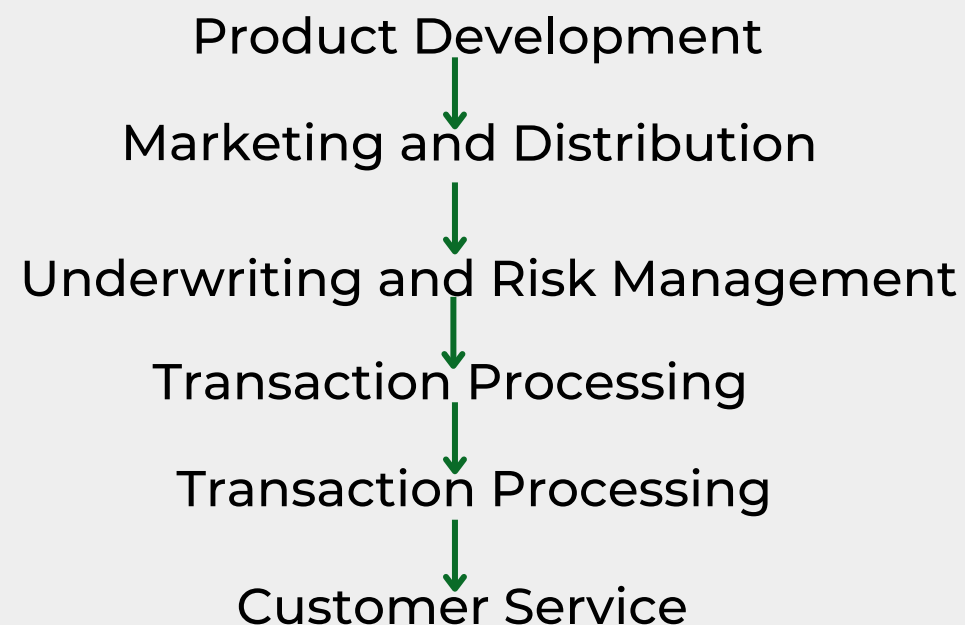 Product Development
Marketing and Distribution
Underwriting and Risk Management
Transaction Processing
Transaction Processing
Customer Service